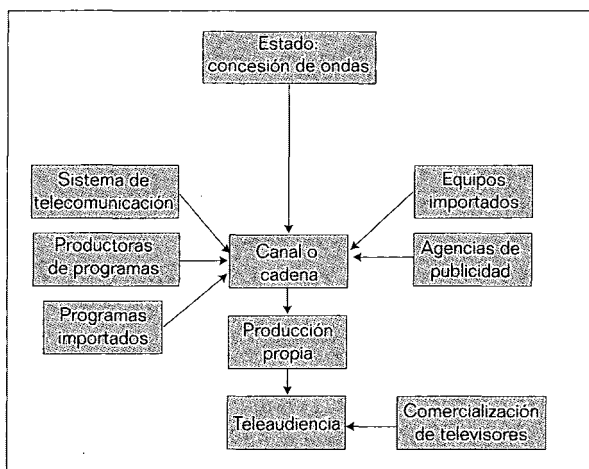 Estado:
concesión de ondas
Sistema de
telecomunicación
Equipos
importados
Productoras
de programas
Canal o
cadena
Agencias de
publicidad
Programas
importados
Producción
propia
Teleaudiencia
Comercialización
de televisores